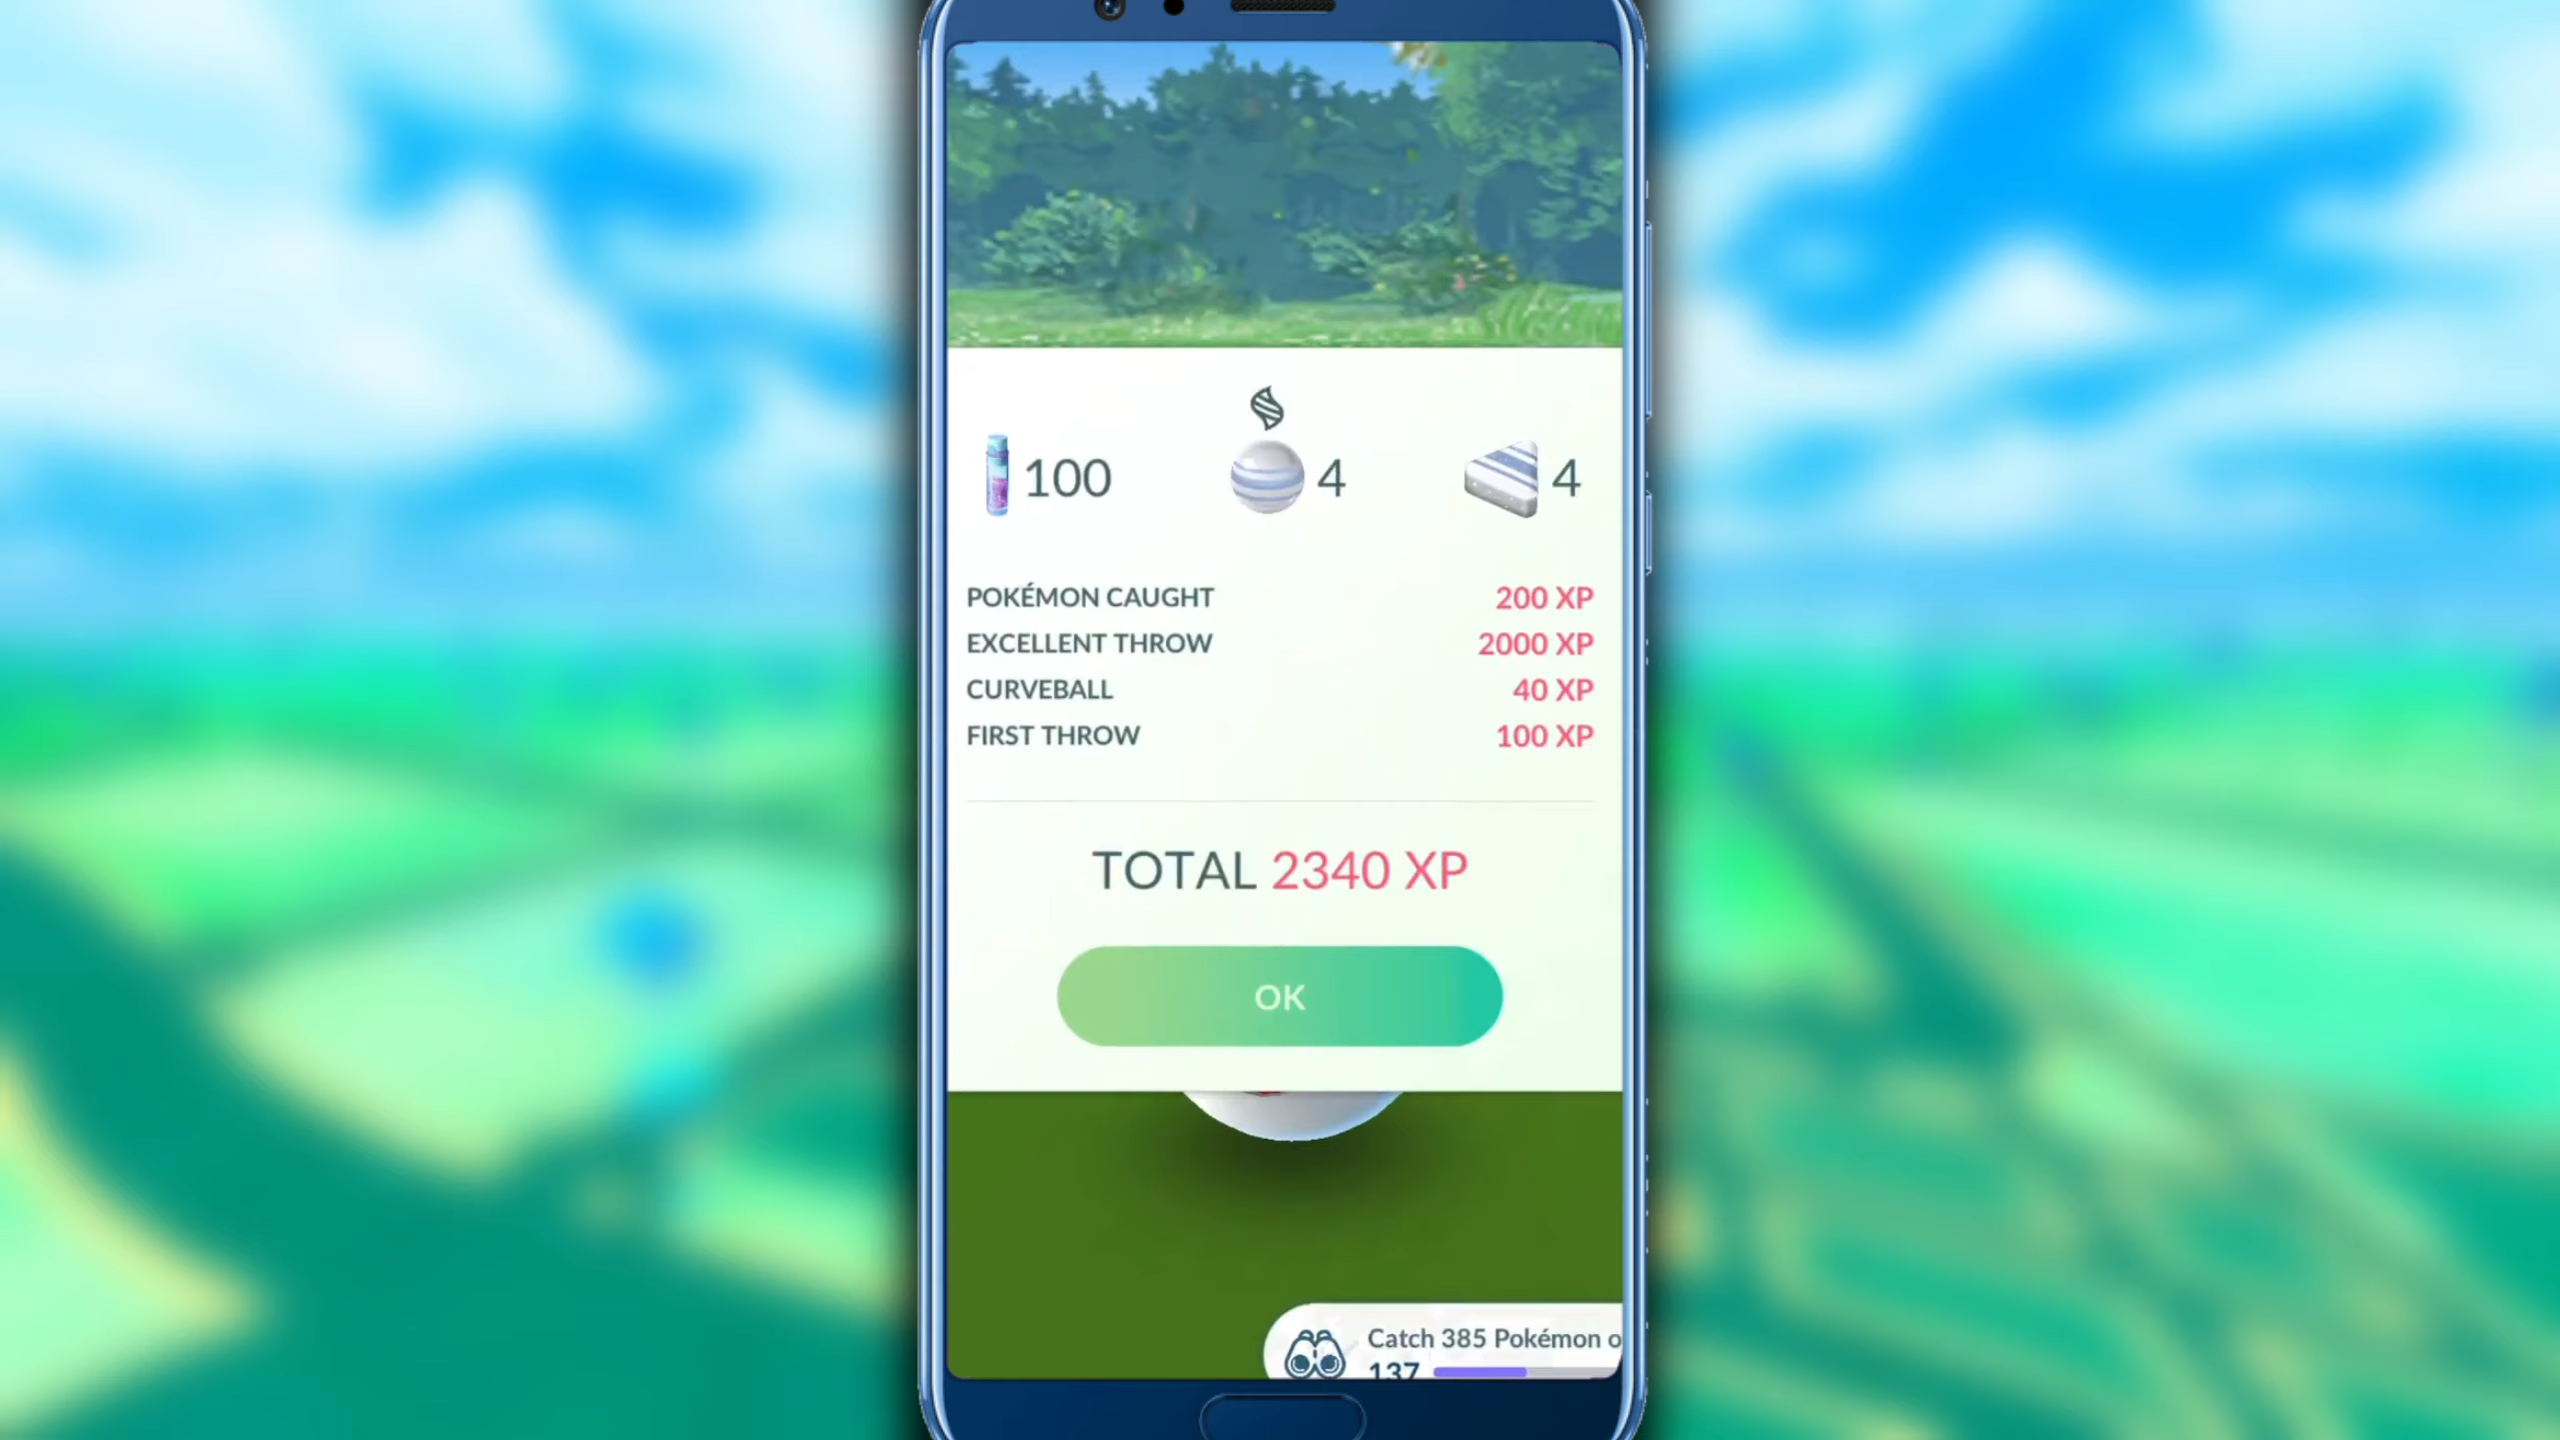 100 4 4
POKÉMON CAUGHT 200 XP
EXCELLENT THROW 2000 XP
CURVEBALL 40 XP
FIRST THROW 100 XP
TOTAL 2340 XP
OK
Catch 385 Pokémon o
137